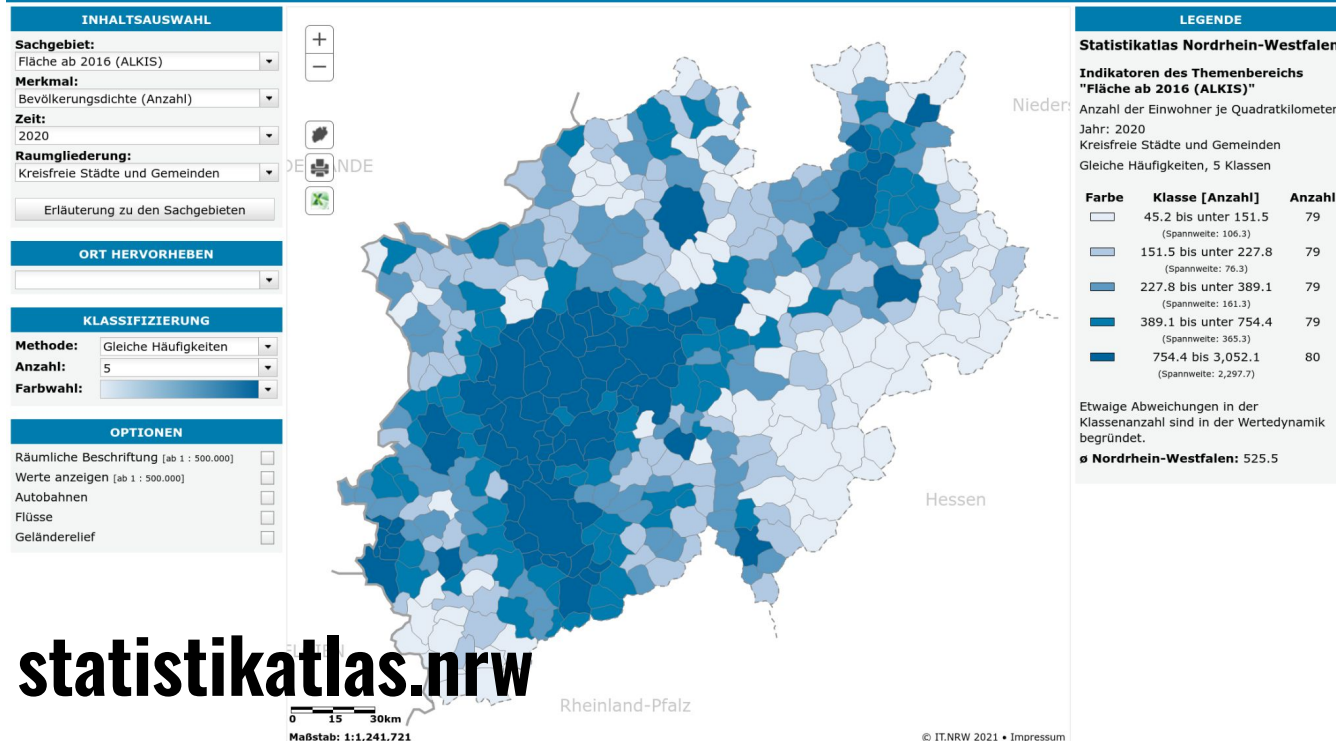 INHALTSAUSWAHL
Sachgebiet:
Fläche ab 2016 (ALKIS)
Merkmal:
Bevölkerungsdichte (Anzahl)
Zeit:
2020
Raumgliederung:
Kreisfreie Städte und Gemeinden
Erläuterung zu den Sachgebieten
ORT HERVORHEBEN
KLASSIFIZIERUNG
Methode: Gleiche Häufigkeiten
Anzahl: 5
Farbwahl:
OPTIONEN
Räumliche Beschriftung [ab 1 : 500.000]
Werte anzeigen [ab 1 : 500.000]
Autobahnen
Flüsse
Geländerelief
statistikatlas.nrw
+
−
NDE
Nieders
Hessen
Rheinland-Pfalz
0 15 30km
Maßstab: 1:1,241,721
© IT.NRW 2021 • Impressum
LEGENDE
Statistikatlas Nordrhein-Westfalen
Indikatoren des Themenbereichs
"Fläche ab 2016 (ALKIS)"
Anzahl der Einwohner je Quadratkilometer
Jahr: 2020
Kreisfreie Städte und Gemeinden
Gleiche Häufigkeiten, 5 Klassen
Farbe Klasse [Anzahl] Anzahl
45.2 bis unter 151.5 79
(Spannweite: 106.3)
151.5 bis unter 227.8 79
(Spannweite: 76.3)
227.8 bis unter 389.1 79
(Spannweite: 161.3)
389.1 bis unter 754.4 79
(Spannweite: 365.3)
754.4 bis 3,052.1 80
(Spannweite: 2,297.7)
Etwaige Abweichungen in der
Klassenanzahl sind in der Wertedynamik
begründet.
ø Nordrhein-Westfalen: 525.5